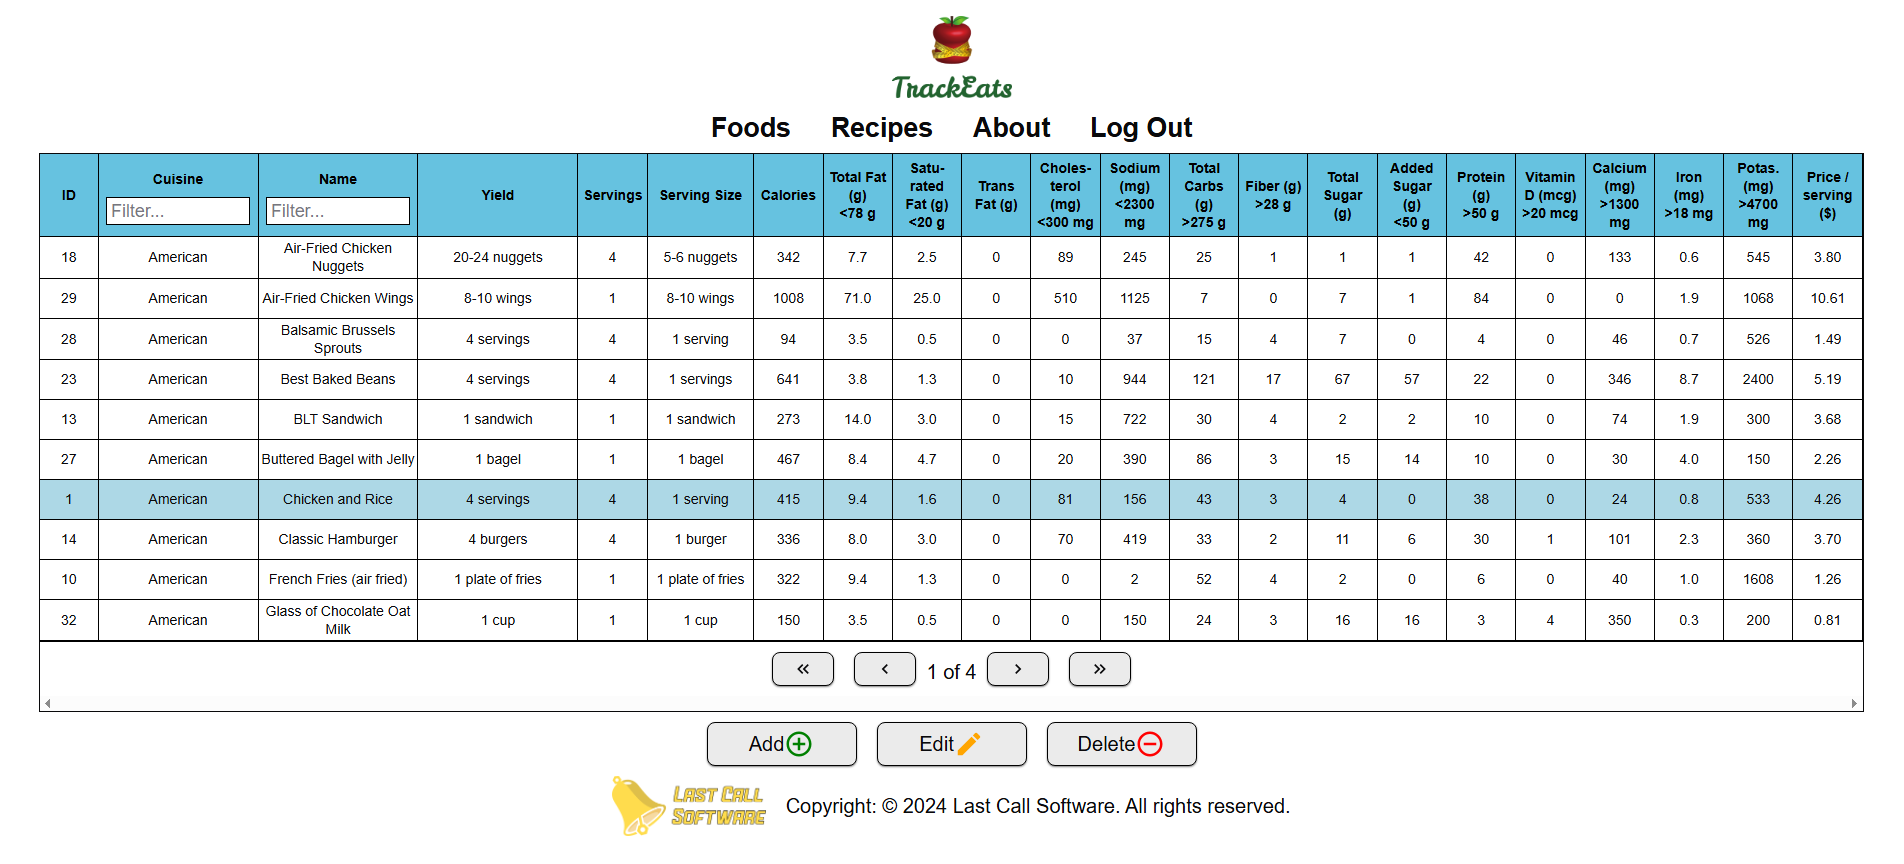 TrackEats
Foods Recipes About Log Out
ID Cuisine Name Yield Servings Serving Size Calories Total Fat (g) <78 g Satu-rated Fat (g) <20 g Trans Fat (g) Choles-terol (mg) <300 mg Sodium (mg) <2300 mg Total Carbs (g) >275 g Fiber (g) >28 g Total Sugar (g) Added Sugar (g) <50 g Protein (g) >50 g Vitamin D (mcg) >20 mcg Calcium (mg) >1300 mg Iron (mg) >18 mg Potas. (mg) >4700 mg Price / serving ($)
Filter... Filter...
18 American Air-Fried Chicken Nuggets 20-24 nuggets 4 5-6 nuggets 342 7.7 2.5 0 89 245 25 1 1 1 42 0 133 0.6 545 3.80
29 American Air-Fried Chicken Wings 8-10 wings 1 8-10 wings 1008 71.0 25.0 0 510 1125 7 0 7 1 84 0 0 1.9 1068 10.61
28 American Balsamic Brussels Sprouts 4 servings 4 1 serving 94 3.5 0.5 0 0 37 15 4 7 0 4 0 46 0.7 526 1.49
23 American Best Baked Beans 4 servings 4 1 servings 641 3.8 1.3 0 10 944 121 17 67 57 22 0 346 8.7 2400 5.19
13 American BLT Sandwich 1 sandwich 1 1 sandwich 273 14.0 3.0 0 15 722 30 4 2 2 10 0 74 1.9 300 3.68
27 American Buttered Bagel with Jelly 1 bagel 1 1 bagel 467 8.4 4.7 0 20 390 86 3 15 14 10 0 30 4.0 150 2.26
1 American Chicken and Rice 4 servings 4 1 serving 415 9.4 1.6 0 81 156 43 3 4 0 38 0 24 0.8 533 4.26
14 American Classic Hamburger 4 burgers 4 1 burger 336 8.0 3.0 0 70 419 33 2 11 6 30 1 101 2.3 360 3.70
10 American French Fries (air fried) 1 plate of fries 1 1 plate of fries 322 9.4 1.3 0 0 2 52 4 2 0 6 0 40 1.0 1608 1.26
32 American Glass of Chocolate Oat Milk 1 cup 1 1 cup 150 3.5 0.5 0 0 150 24 3 16 16 3 4 350 0.3 200 0.81
« ‹ 1 of 4 › »
Add Edit Delete
LAST CALL
SOFTWARE
Copyright: © 2024 Last Call Software. All rights reserved.